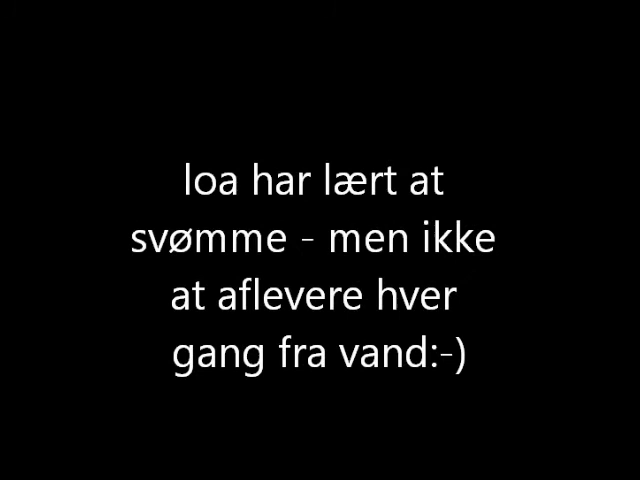 loa har lært at
svømme - men ikke
at aflevere hver
gang fra vand:-)